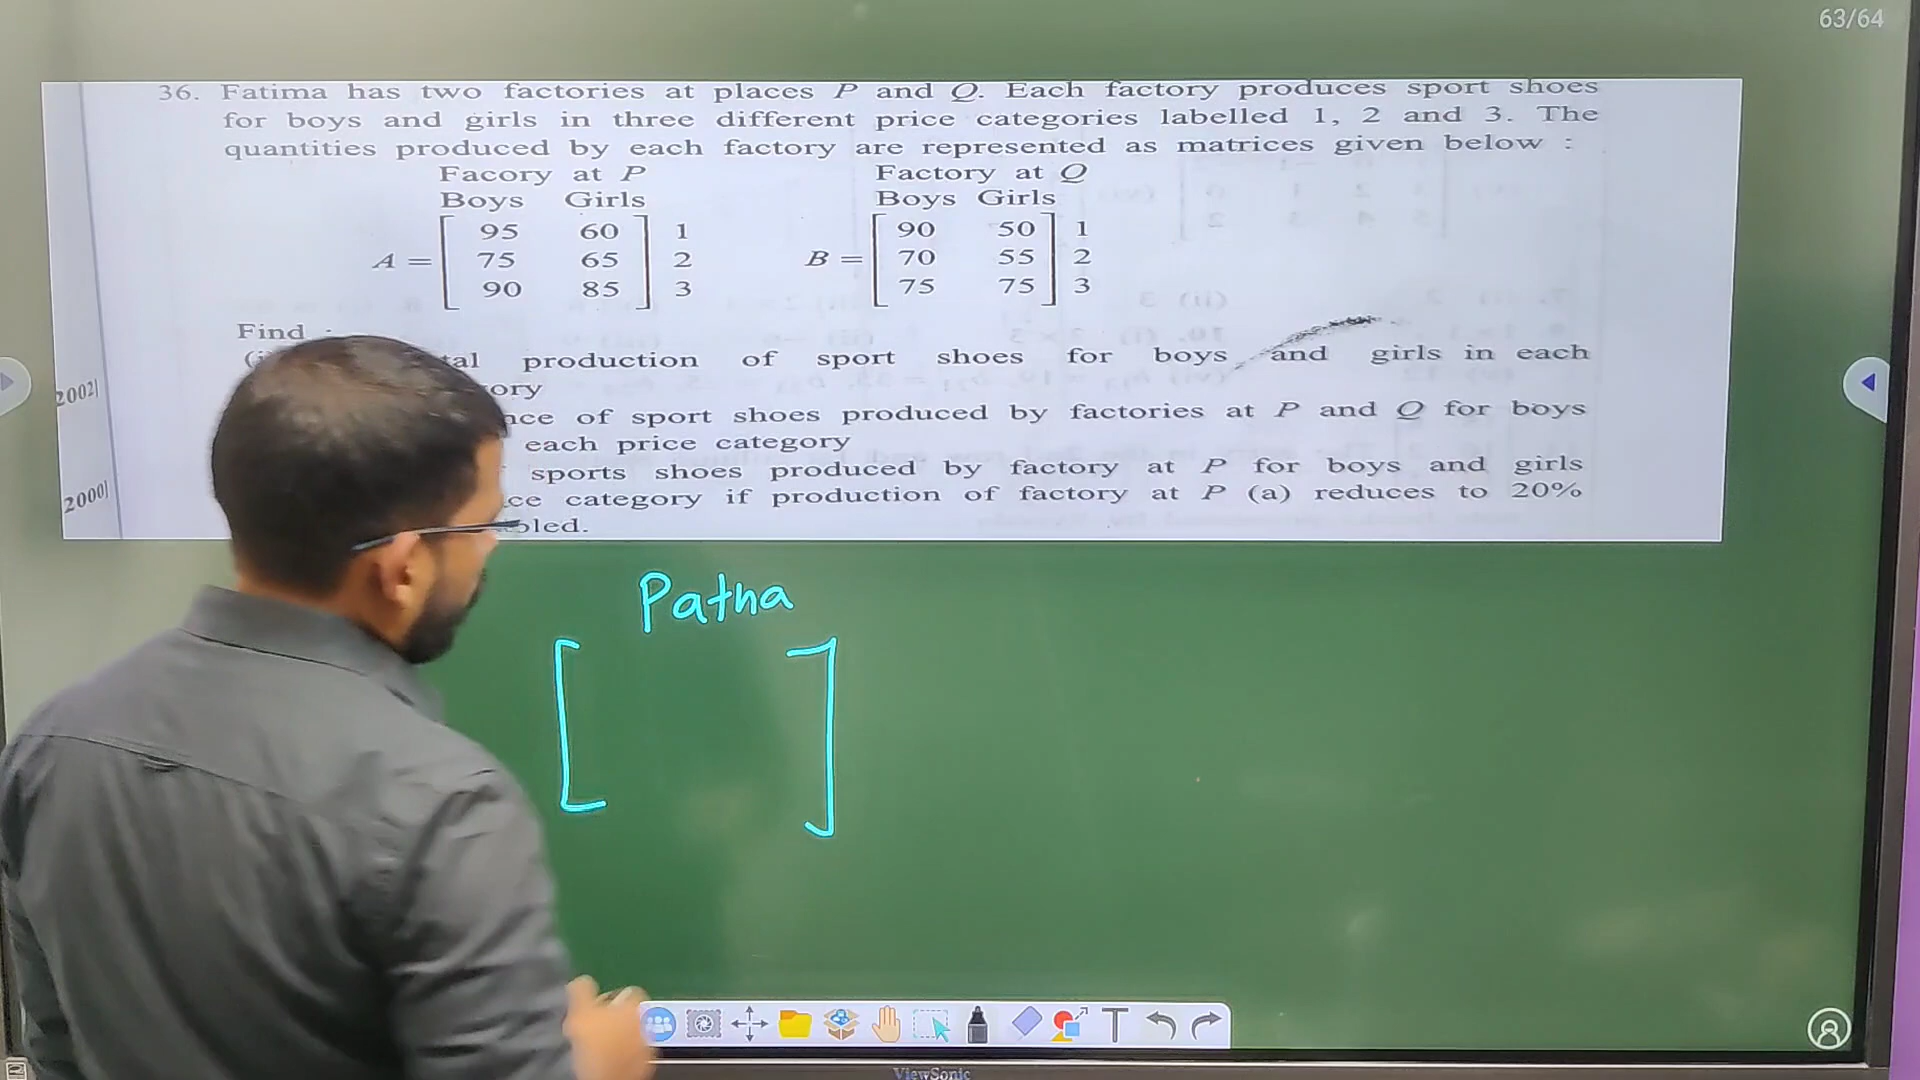 63/64
36. Fatima has two factories at places P and Q. Each factory produces sport shoes
for boys and girls in three different price categories labelled 1, 2 and 3. The
quantities produced by each factory are represented as matrices given below :
Facory at P Factory at Q
Boys Girls Boys Girls
95 60 1 90 50 1
A = 75 65 2 B = 70 55 2
90 85 3 75 75 3
Find :
production of sport shoes for boys and girls in each
of sport shoes produced by factories at P and Q for boys
2002]
each price category
sports shoes produced by factory at P for boys and girls
category if production of factory at P (a) reduces to 20%
2000]
Patna
ViewSonic